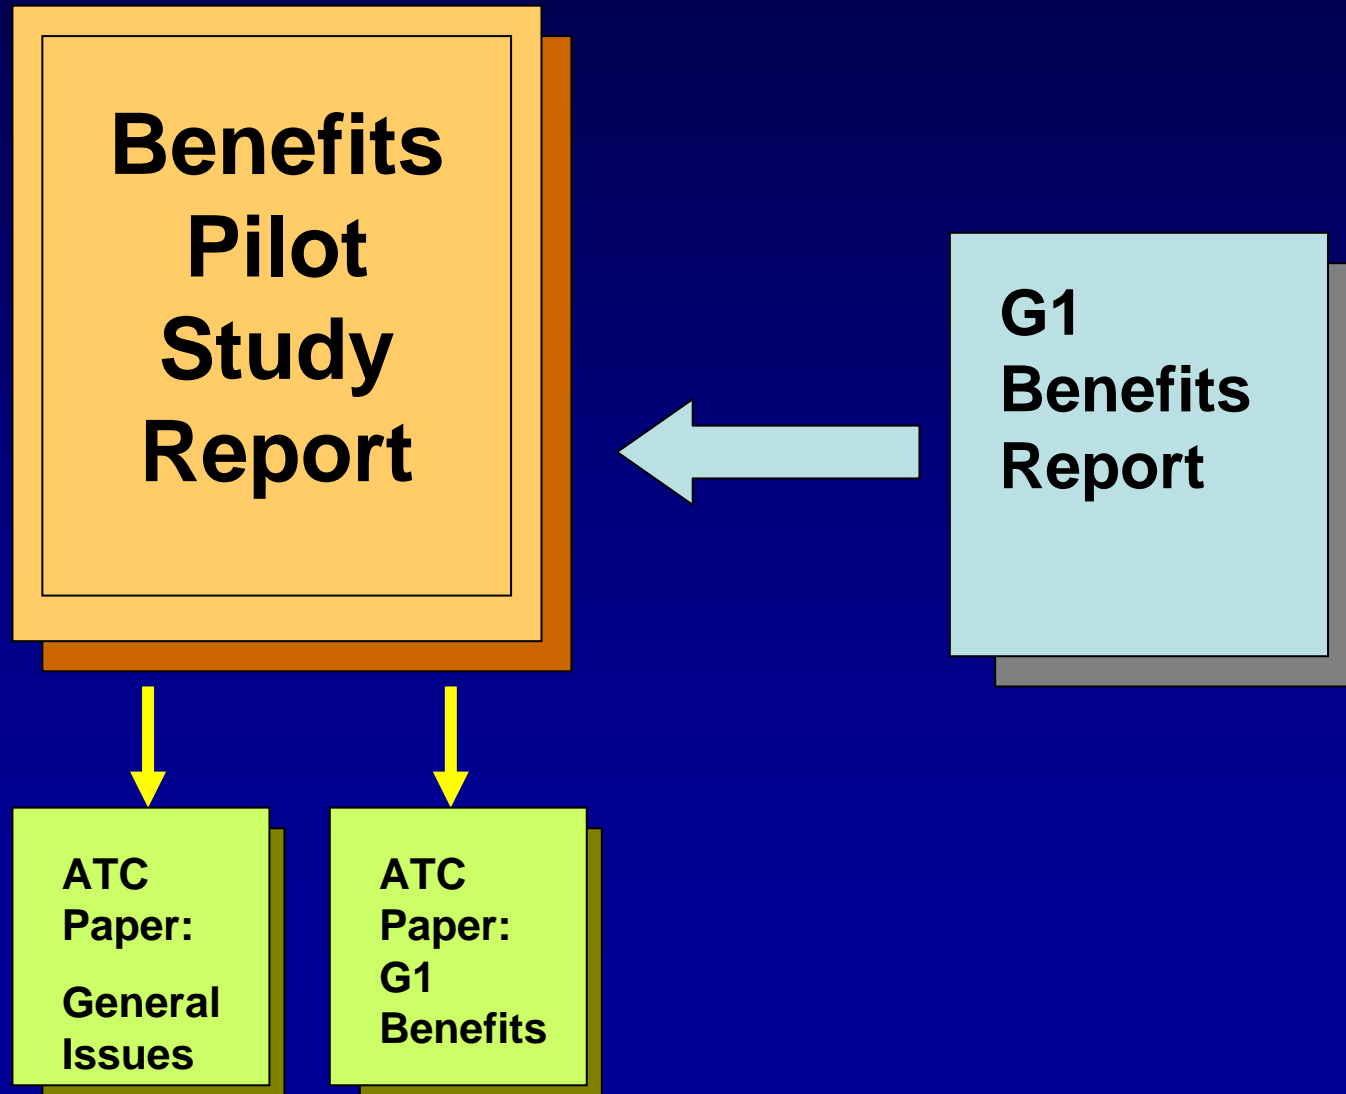 Benefits
Pilot
Study
Report
G1
Benefits
Report
ATC
Paper:
General
Issues
ATC
Paper:
G1
Benefits